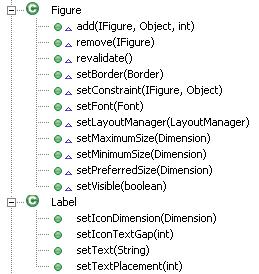 Figure
add(IFigure, Object, int)
remove(IFigure)
revalidate()
setBorder(Border)
setConstraint(IFigure, Object)
setFont(Font)
setLayoutManager(LayoutManager)
setMaximumSize(Dimension)
setMinimumSize(Dimension)
setPreferredSize(Dimension)
setVisible(boolean)
Label
setIconDimension(Dimension)
setIconTextGap(int)
setText(String)
setTextPlacement(int)